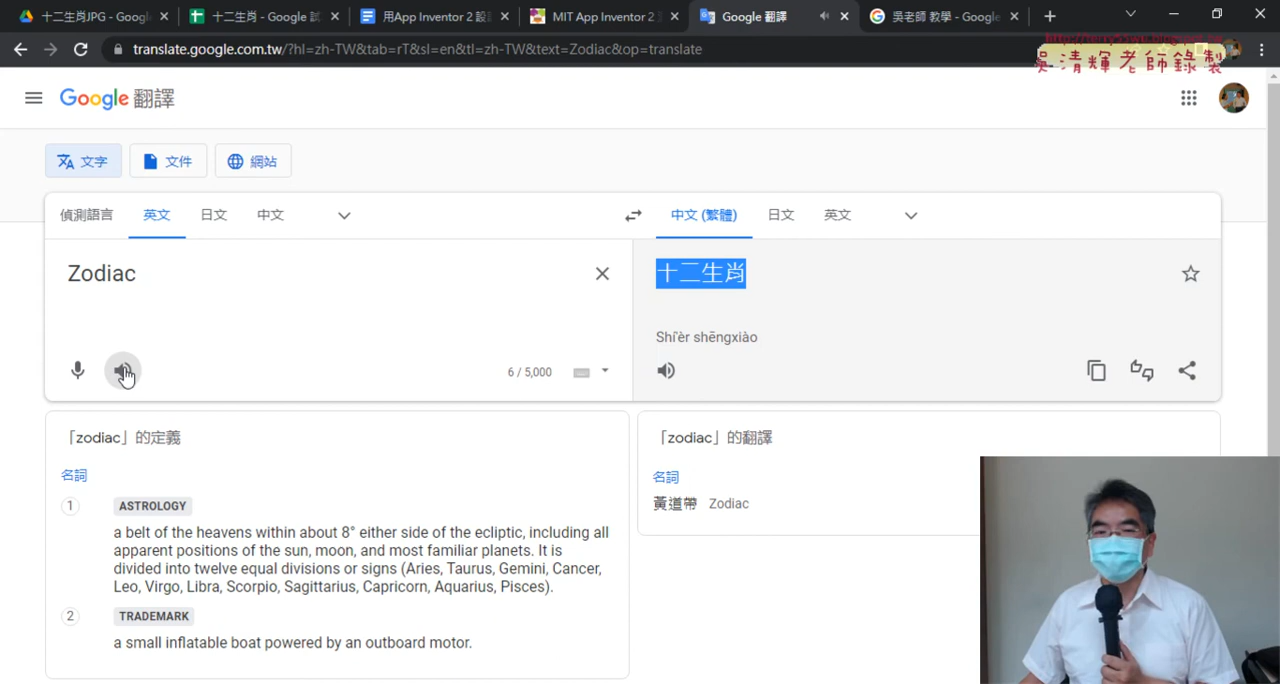 十二生肖JPG - Googl
十二生肖 - Google 試
用App Inventor 2 設
MIT App Inventor 2
Google 翻譯
吳老師 教學 - Google
translate.google.com.tw/?hl=zh-TW&tab=rT&sl=en&tl=zh-TW&text=Zodiac&op=translate
吳清輝老師錄製
Google 翻譯
文字
文件
網站
偵測語言
英文
日文
中文
中文 (繁體)
日文
英文
Zodiac
十二生肖
Shí'èr shēngxiào
6 / 5,000
「zodiac」的定義
名詞
1
ASTROLOGY
a belt of the heavens within about 8° either side of the ecliptic, including all
apparent positions of the sun, moon, and most familiar planets. It is
divided into twelve equal divisions or signs (Aries, Taurus, Gemini, Cancer,
Leo, Virgo, Libra, Scorpio, Sagittarius, Capricorn, Aquarius, Pisces).
2
TRADEMARK
a small inflatable boat powered by an outboard motor.
「zodiac」的翻譯
名詞
黃道帶 Zodiac